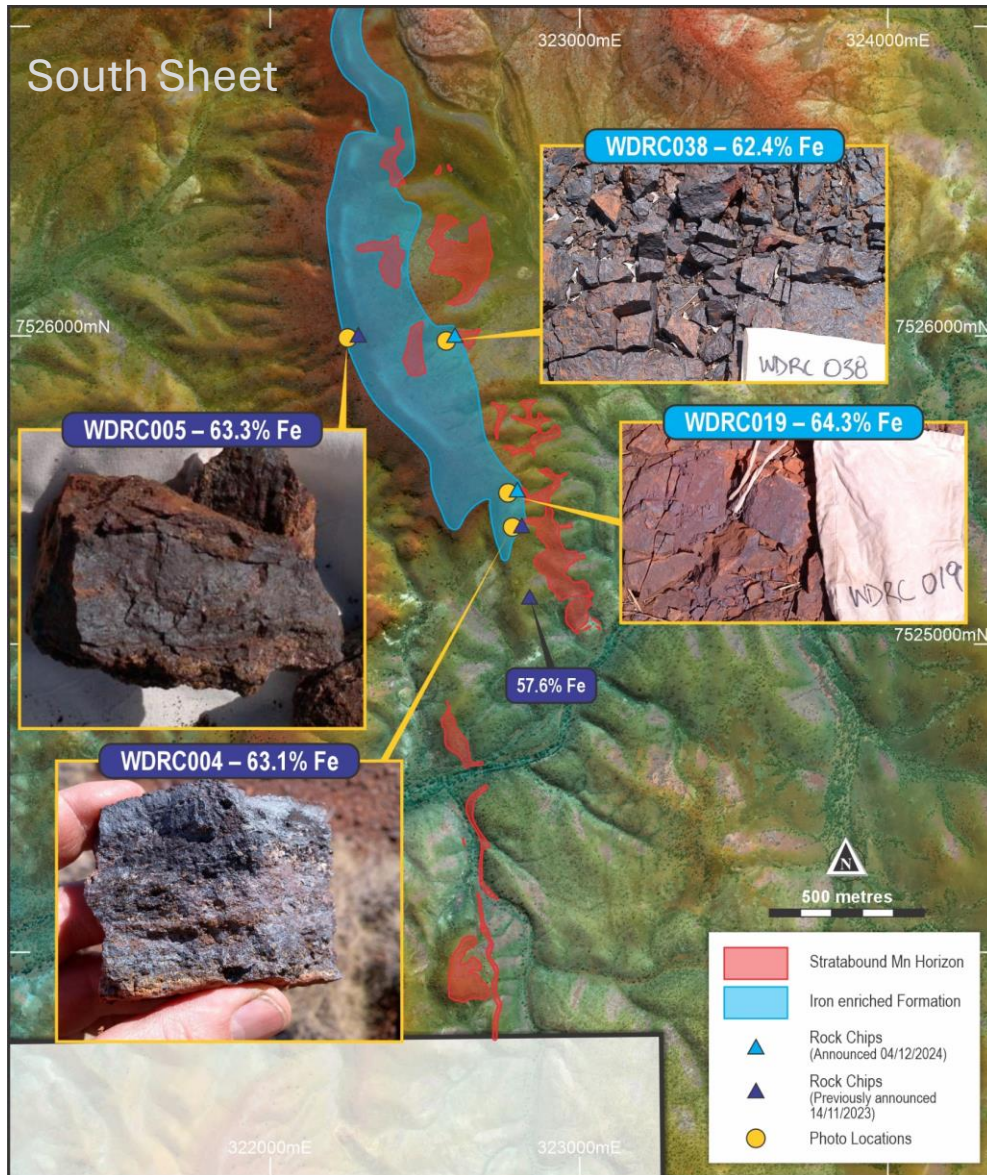 South Sheet
323000mE
324000mE
WDRC038 – 62.4% Fe
WDRC 038
7526000mN
7526000mN
WDRC005 – 63.3% Fe
WDRC019 – 64.3% Fe
WDRC 019
7525000mN
57.6% Fe
WDRC004 – 63.1% Fe
N
500 metres
Stratabound Mn Horizon
Iron enriched Formation
Rock Chips
(Announced 04/12/2024)
Rock Chips
(Previously announced
14/11/2023)
Photo Locations
322000mE
323000mE